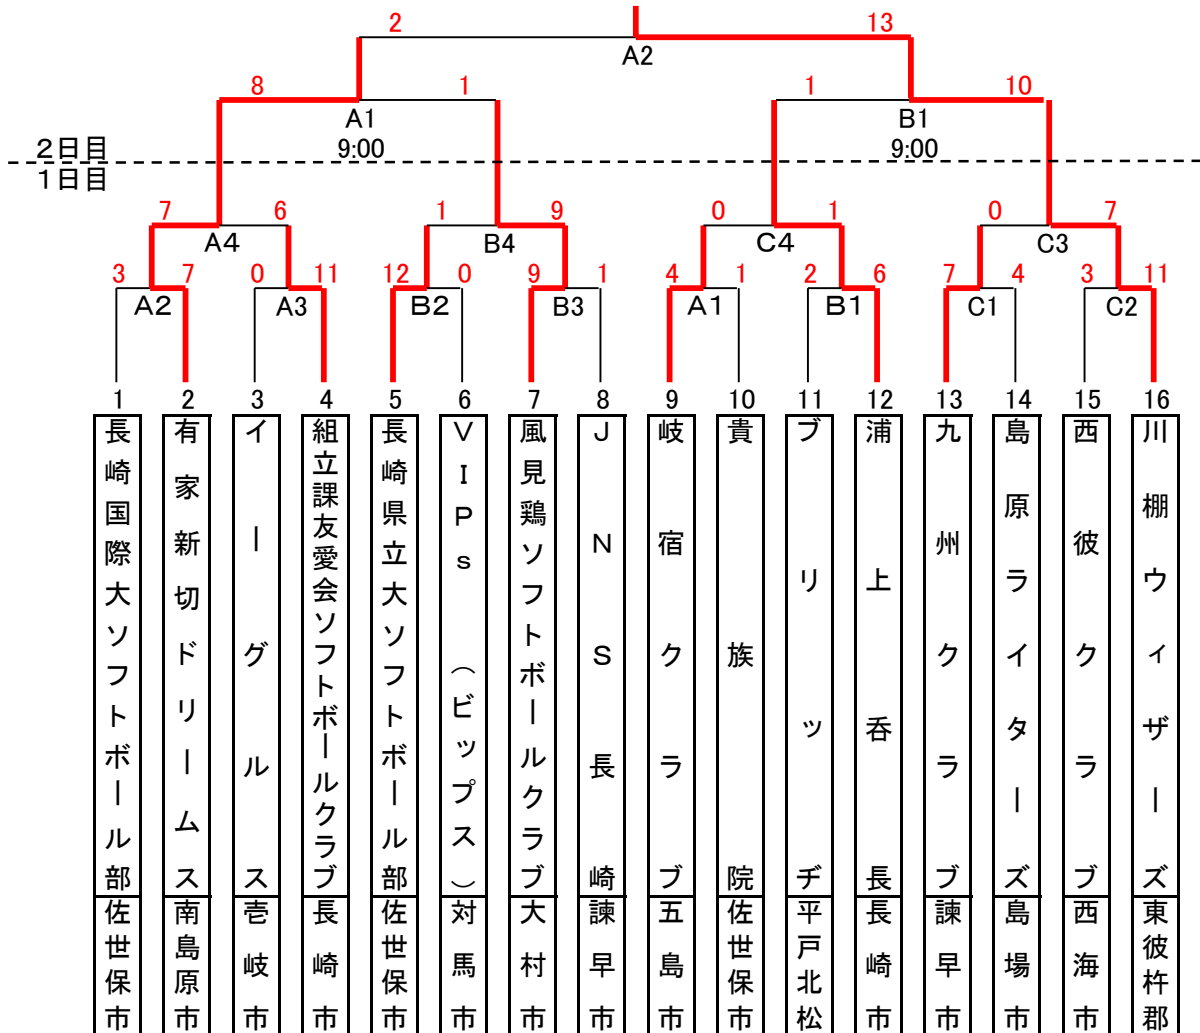 2 13
A2
8 1 1 10
A1 B1
2日目 9:00 9:00
1日目
7 6 1 9 0 1 0 7
A4 B4 C4 C3
3 7 0 11 12 0 9 1 4 1 2 6 7 4 3 11
A2 A3 B2 B3 A1 B1 C1 C2
1 2 3 4 5 6 7 8 9 10 11 12 13 14 15 16
長崎国際大ソフトボール部
有家新切ドリームス
イーグルス
組立課友愛会ソフトボールクラブ
長崎県立大ソフトボール部
VIPs(ビップス)
風見鶏ソフトボールクラブ
JNS長崎
岐宿クラブ
貴族院
ブリッヂ
浦上呑長
九州クラブ
島原ライターズ
西彼クラブ
川棚ウィザーズ
佐世保市
南島原市
壱岐市
長崎市
佐世保市
対馬市
大村市
諫早市
五島市
佐世保市
平戸北松
長崎市
諫早市
島場市
西海市
東彼杵郡